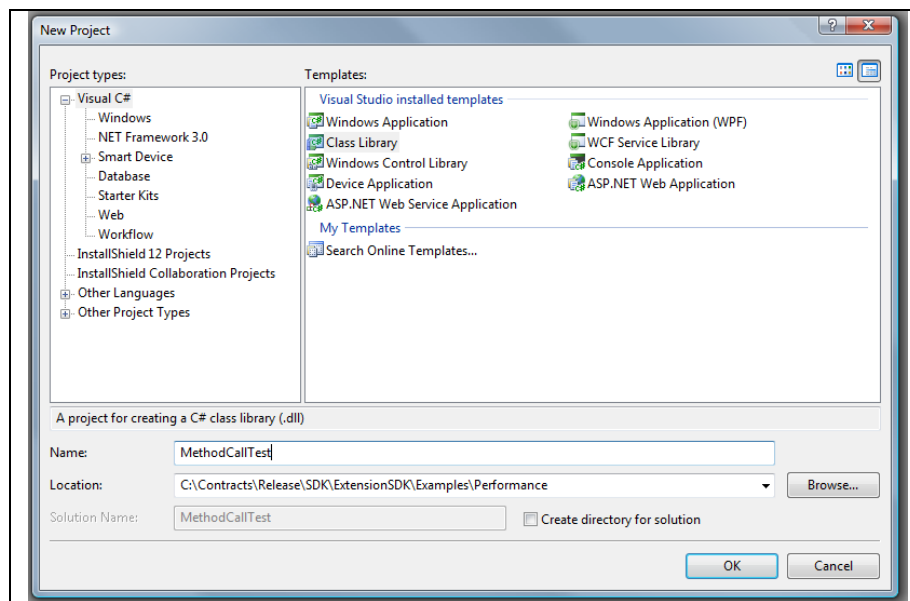 New Project
Project types:
Templates:
Visual C#
Windows
NET Framework 3.0
Smart Device
Database
Starter Kits
Web
Workflow
InstallShield 12 Projects
InstallShield Collaboration Projects
Other Languages
Other Project Types
Visual Studio installed templates
Windows Application
Windows Application (WPF)
Class Library
WCF Service Library
Windows Control Library
Console Application
Device Application
ASP.NET Web Application
ASP.NET Web Service Application
My Templates
Search Online Templates...
A project for creating a C# class library (.dll)
Name:
MethodCallTest
Location:
C:\Contracts\Release\SDK\ExtensionSDK\Examples\Performance
Browse...
Solution Name:
MethodCallTest
Create directory for solution
OK
Cancel